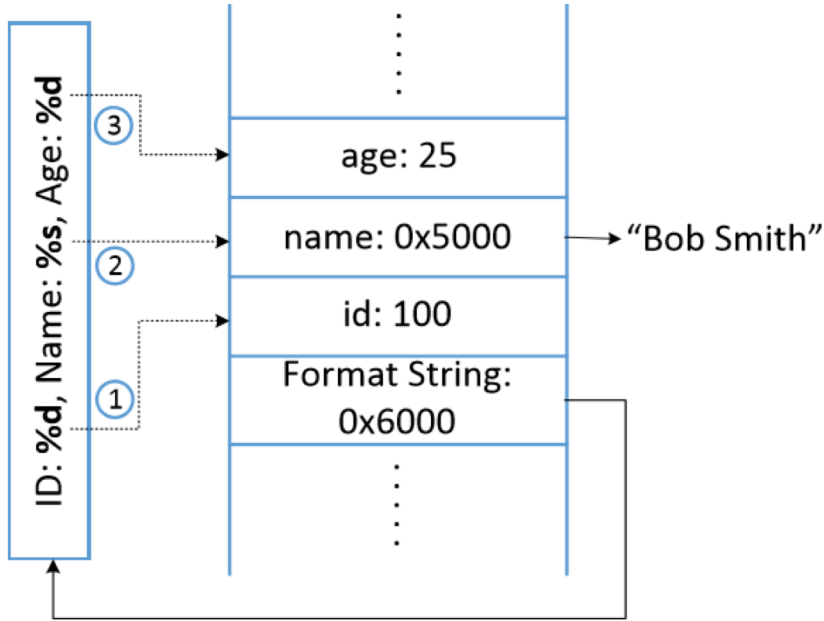 ID: %d, Name: %s, Age: %d
3
2
1
age: 25
name: 0x5000
id: 100
Format String:
0x6000
“Bob Smith”